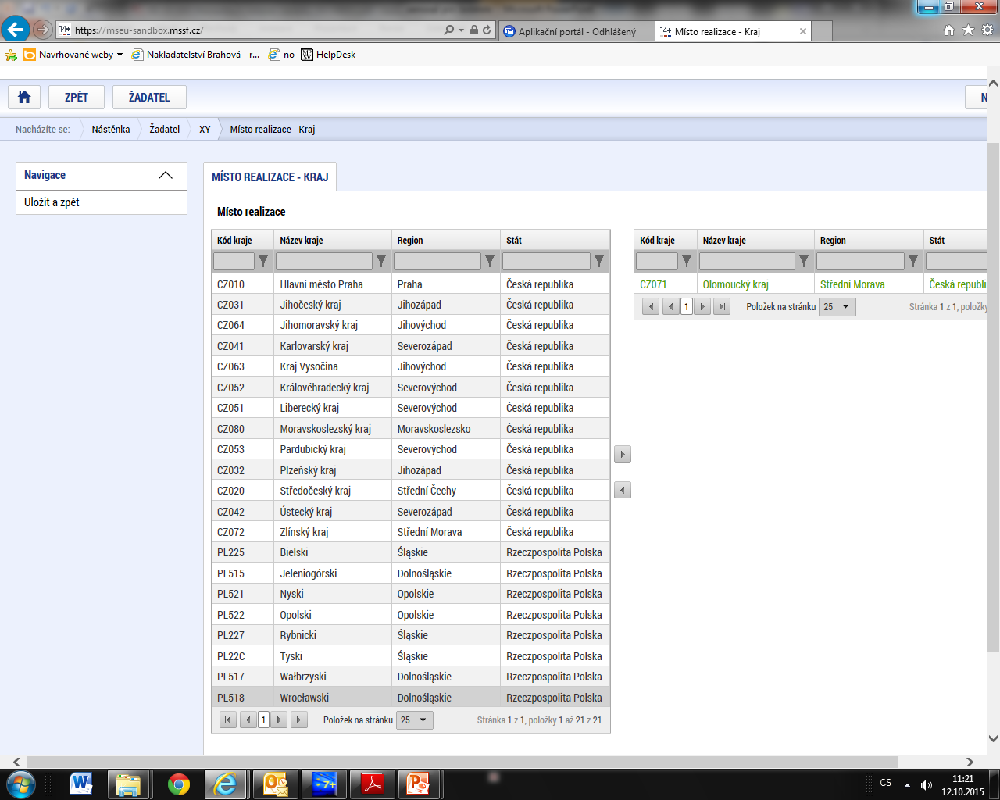 https://mseu-sandbox.mssf.cz/
Aplikační portál - Odhlášený
14+ Místo realizace - Kraj
Navrhované weby
Nakladatelství Brahová - r...
no
HelpDesk
ZPĚT
ŽADATEL
N
Nacházíte se:
Nástěnka
Žadatel
XY
Místo realizace - Kraj
Navigace
Uložit a zpět
MÍSTO REALIZACE - KRAJ
Místo realizace
Kód kraje Název kraje Region Stát
CZ010 Hlavní město Praha Praha Česká republika
CZ031 Jihočeský kraj Jihozápad Česká republika
CZ064 Jihomoravský kraj Jihovýchod Česká republika
CZ041 Karlovarský kraj Severozápad Česká republika
CZ063 Kraj Vysočina Jihovýchod Česká republika
CZ052 Královéhradecký kraj Severovýchod Česká republika
CZ051 Liberecký kraj Severovýchod Česká republika
CZ080 Moravskoslezský kraj Moravskoslezsko Česká republika
CZ053 Pardubický kraj Severovýchod Česká republika
CZ032 Plzeňský kraj Jihozápad Česká republika
CZ020 Středočeský kraj Střední Čechy Česká republika
CZ042 Ústecký kraj Severozápad Česká republika
CZ072 Zlínský kraj Střední Morava Česká republika
PL225 Bielski Śląskie Rzeczpospolita Polska
PL515 Jeleniogórski Dolnośląskie Rzeczpospolita Polska
PL521 Nyski Opolskie Rzeczpospolita Polska
PL522 Opolski Opolskie Rzeczpospolita Polska
PL227 Rybnicki Śląskie Rzeczpospolita Polska
PL22C Tyski Śląskie Rzeczpospolita Polska
PL517 Wałbrzyski Dolnośląskie Rzeczpospolita Polska
PL518 Wrocławski Dolnośląskie Rzeczpospolita Polska
1 Položek na stránku 25 Stránka 1 z 1, položky 1 až 21 z 21
Kód kraje Název kraje Region Stát
CZ071 Olomoucký kraj Střední Morava Česká republi
1 Položek na stránku 25 Stránka 1 z 1, položky
CS
11:21
12.10.2015